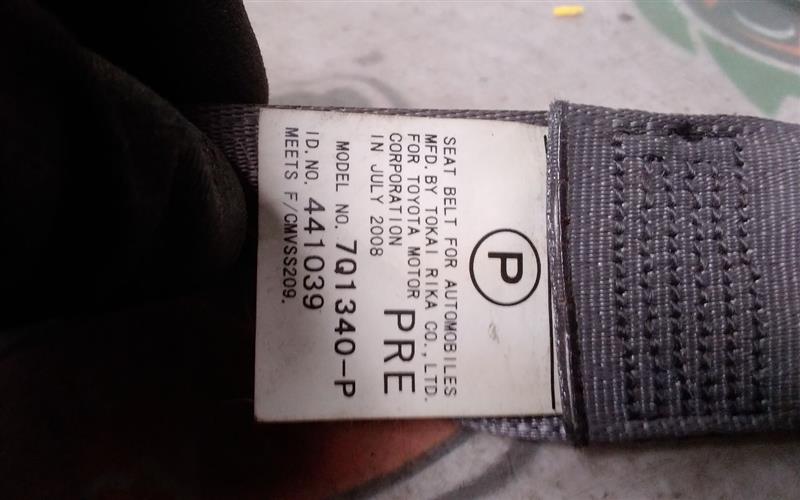 P
SEAT BELT FOR AUTOMOBILES
MFD. BY TOKAI RIKA CO., LTD.
FOR TOYOTA MOTOR
CORPORATION
IN JULY 2008
PRE
MODEL NO. 7Q1340-P
ID. NO. 441039
MEETS F/CMVSS209.